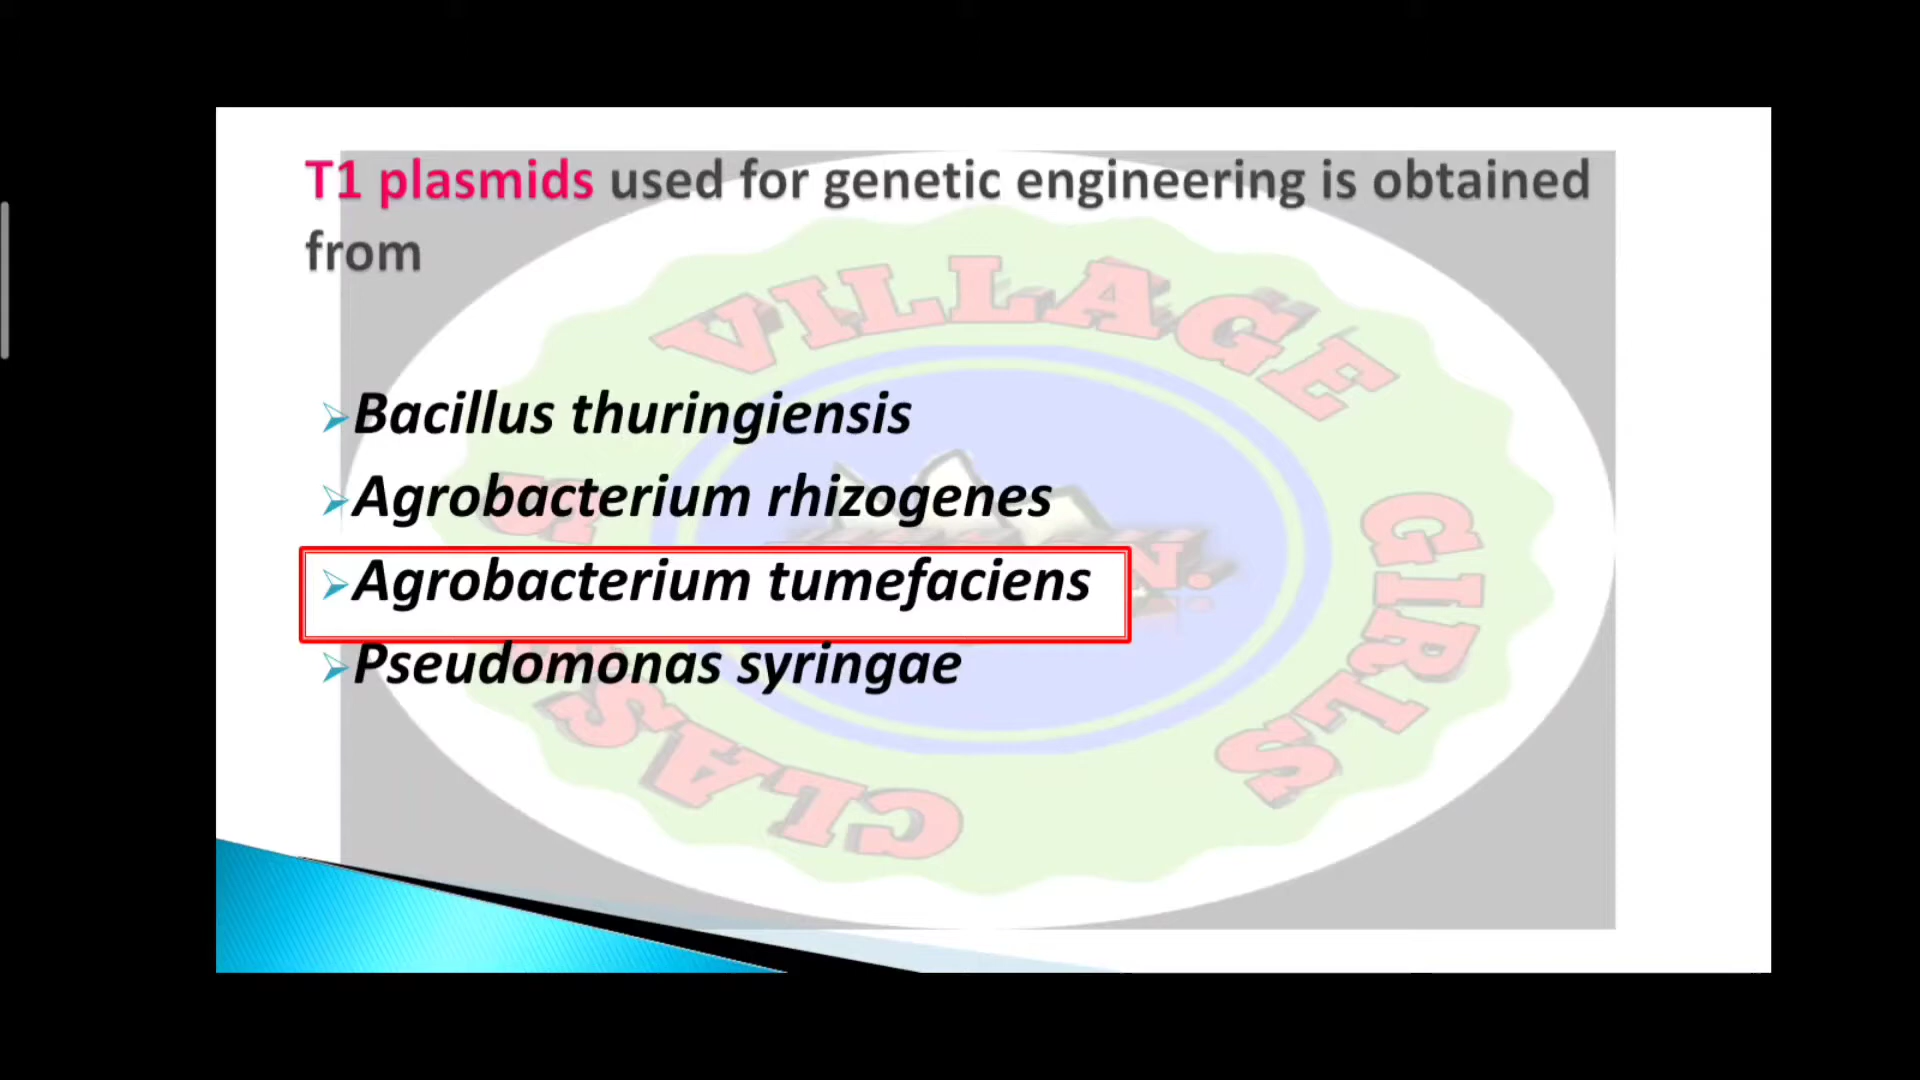 T1 plasmids used for genetic engineering is obtained
from
Bacillus thuringiensis
Agrobacterium rhizogenes
Agrobacterium tumefaciens
Pseudomonas syringae
VILLAGE
GIRLS
N.